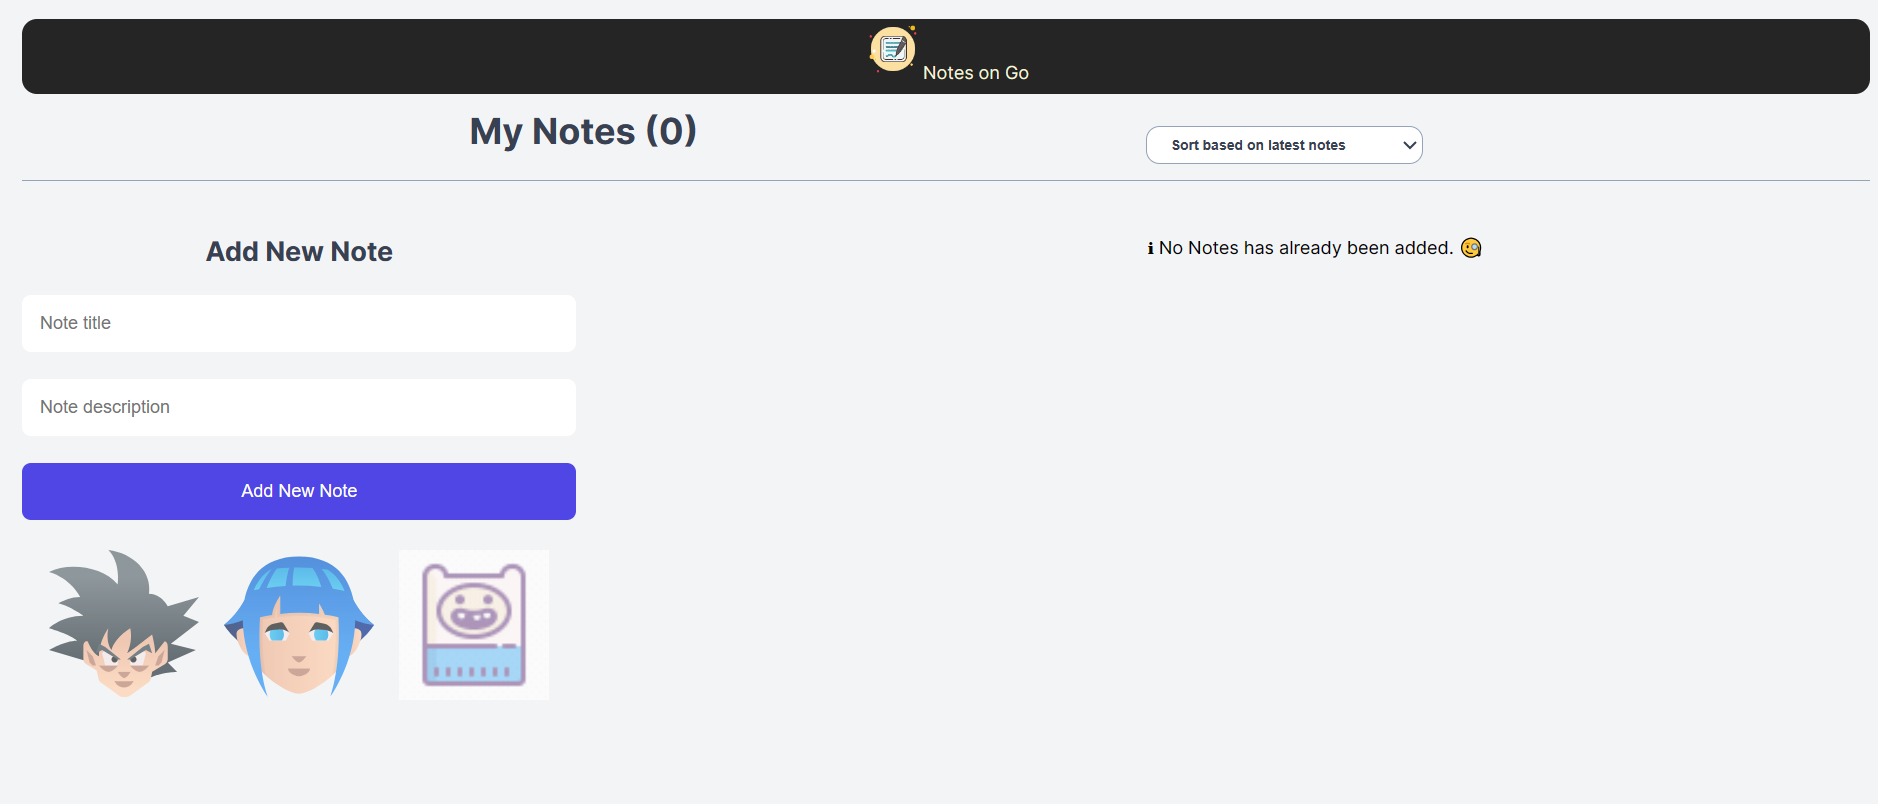 Notes on Go
My Notes (0)
Sort based on latest notes
Add New Note
ℹ No Notes has already been added. 🧐
Note title
Note description
Add New Note